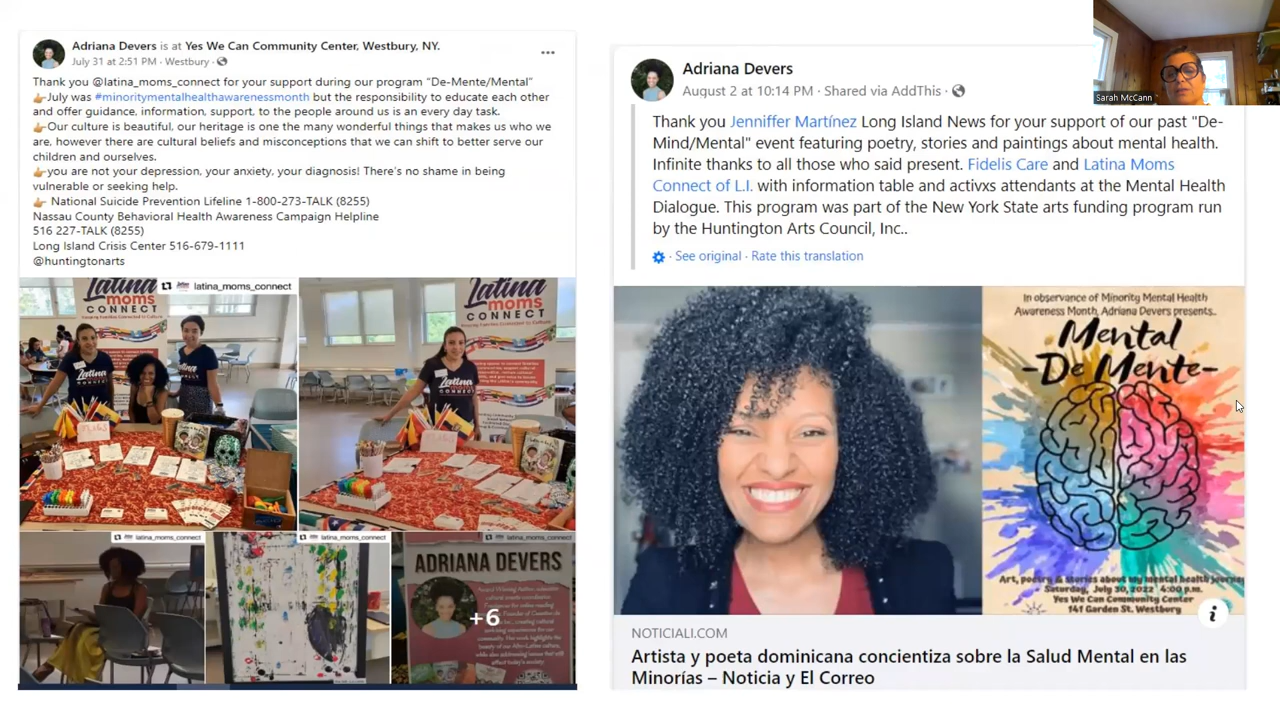 Adriana Devers is at Yes We Can Community Center, Westbury, NY.
July 31 at 2:51 PM · Westbury ·
Thank you @latina_moms_connect for your support during our program "De-Mente/Mental"
👉July was #minoritymentalhealthawarenessmonth but the responsibility to educate each other
and offer guidance, information, support, to the people around us is an every day task.
👉Our culture is beautiful, our heritage is one the many wonderful things that makes us who we
are, however there are cultural beliefs and misconceptions that we can shift to better serve our
children and ourselves.
👉you are not your depression, your anxiety, your diagnosis! There's no shame in being
vulnerable or seeking help.
👉 National Suicide Prevention Lifeline 1-800-273-TALK (8255)
Nassau County Behavioral Health Awareness Campaign Helpline
516 227-TALK (8255)
Long Island Crisis Center 516-679-1111
@huntingtonarts
latina_moms_connect
Latina
moms
CONNECT
Latina
moms
CONNECT
Latina
latina_moms_connect
latina_moms_connect
latina_moms_connect
ADRIANA DEVERS
+6
Adriana Devers
August 2 at 10:14 PM · Shared via AddThis ·
Thank you Jenniffer Martínez Long Island News for your support of our past "De-
Mind/Mental" event featuring poetry, stories and paintings about mental health.
Infinite thanks to all those who said present. Fidelis Care and Latina Moms
Connect of L.I. with information table and activxs attendants at the Mental Health
Dialogue. This program was part of the New York State arts funding program run
by the Huntington Arts Council, Inc..
· See original · Rate this translation
In observance of Minority Mental Health
Awareness Month, Adriana Devers presents..
Mental
-De Mente-
Art, poetry & stories about my mental health journey
Saturday, July 30, 2022 4:00 p.m.
Yes We Can Community Center
141 Garden St. Westbury
NOTICIALI.COM
Artista y poeta dominicana concientiza sobre la Salud Mental en las
Minorías – Noticia y El Correo
Sarah McCann